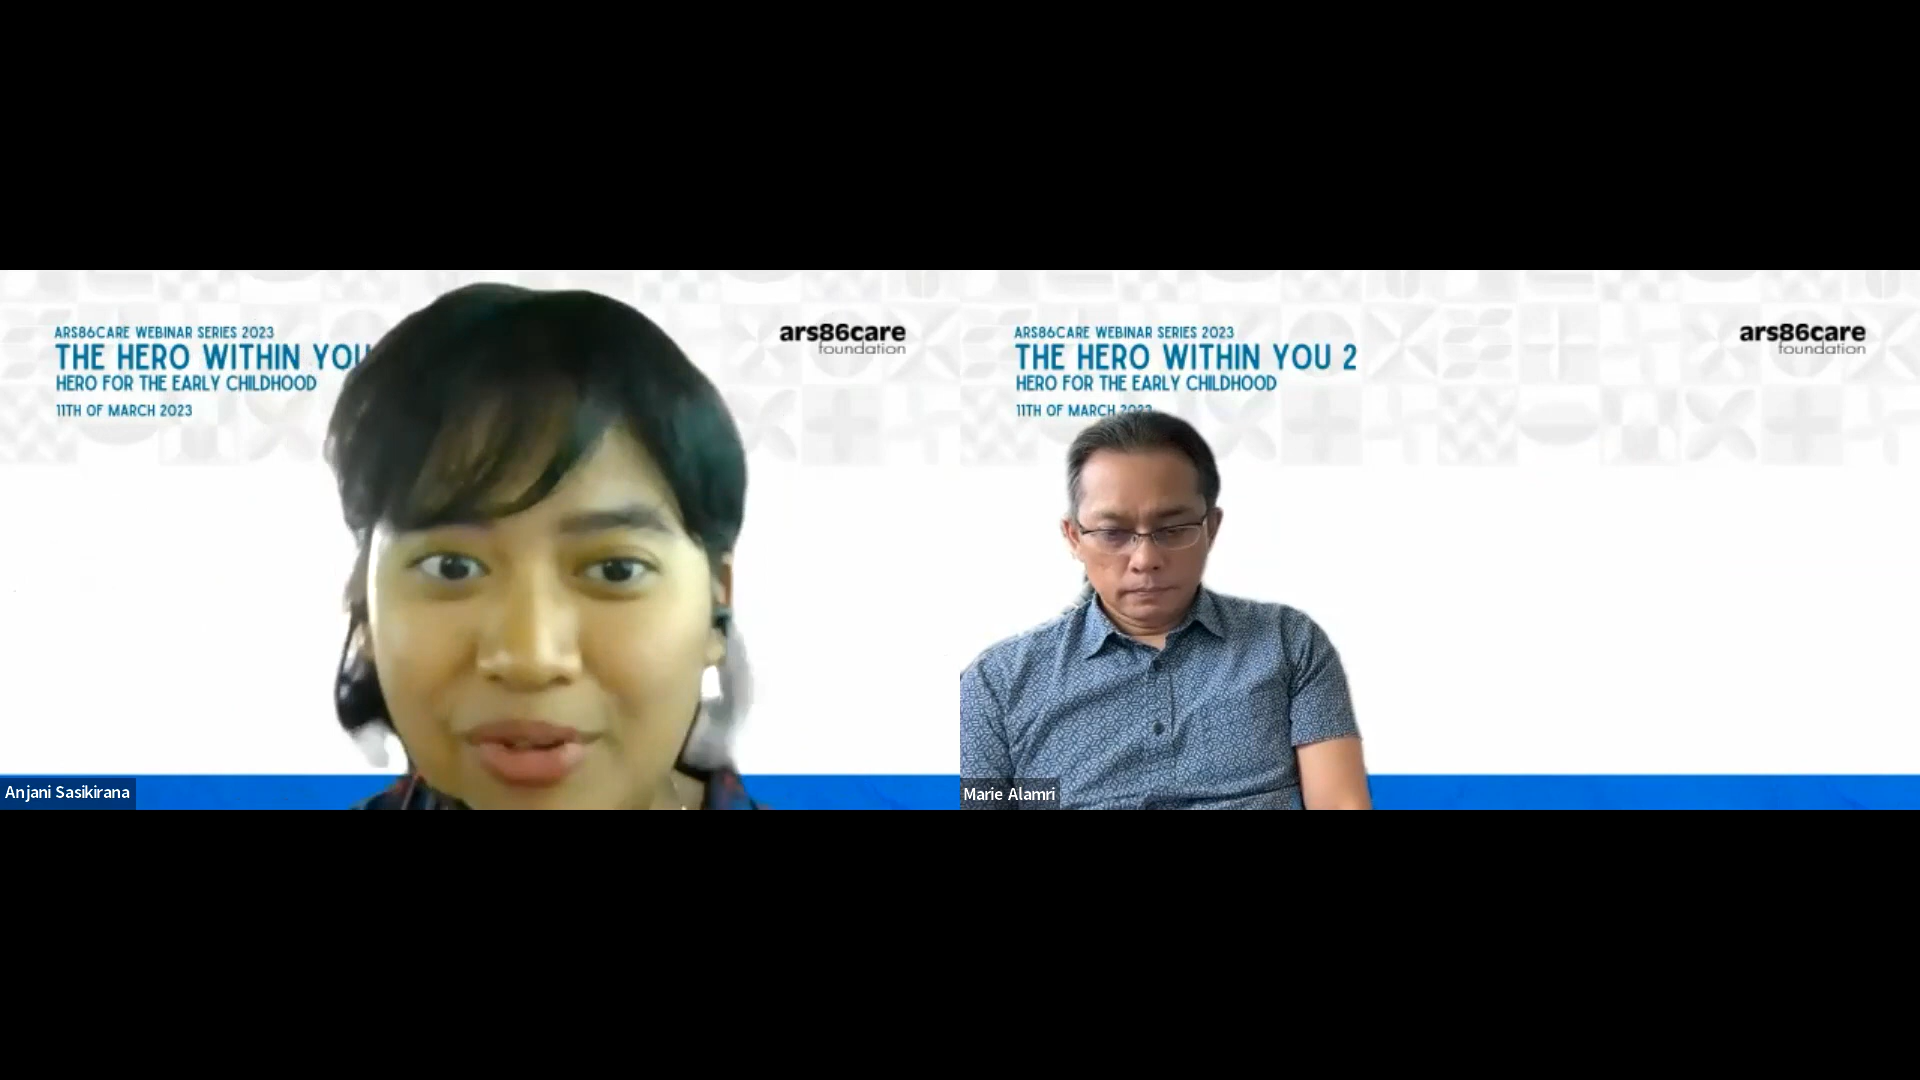 ARS86CARE WEBINAR SERIES 2023
THE HERO WITHIN YOU
HERO FOR THE EARLY CHILDHOOD
11TH OF MARCH 2023
ars86care
foundation
Anjani Sasikirana
ARS86CARE WEBINAR SERIES 2023
THE HERO WITHIN YOU 2
HERO FOR THE EARLY CHILDHOOD
11TH OF MARCH 2023
ars86care
foundation
Marie Alamri